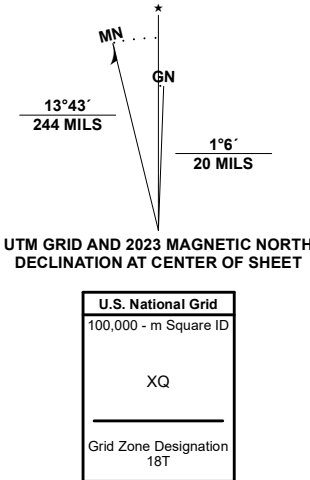 ★
MN
GN
13°43´
244 MILS
1°6´
20 MILS
UTM GRID AND 2023 MAGNETIC NORTH
DECLINATION AT CENTER OF SHEET
U.S. National Grid
100,000 - m Square ID
XQ
Grid Zone Designation
18T